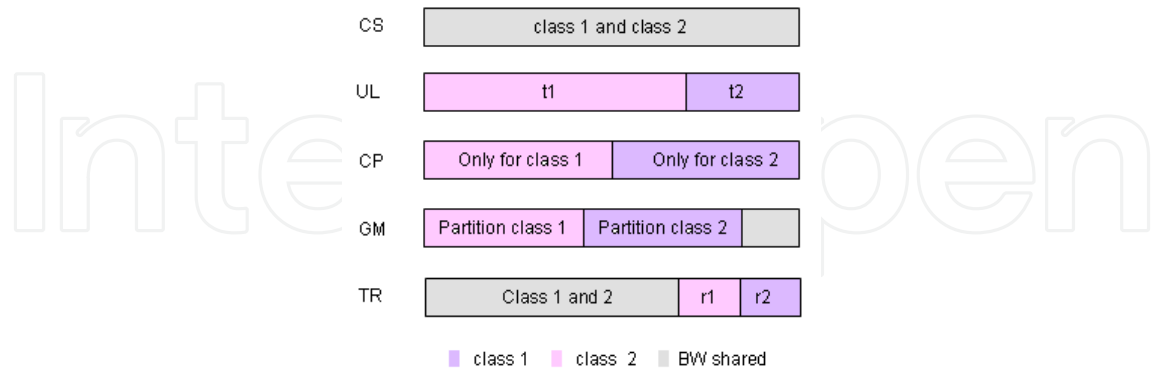 CS class 1 and class 2
UL t1 t2
CP Only for class 1 Only for class 2
GM Partition class 1 Partition class 2
TR Class 1 and 2 r1 r2
class 1 class 2 BW shared